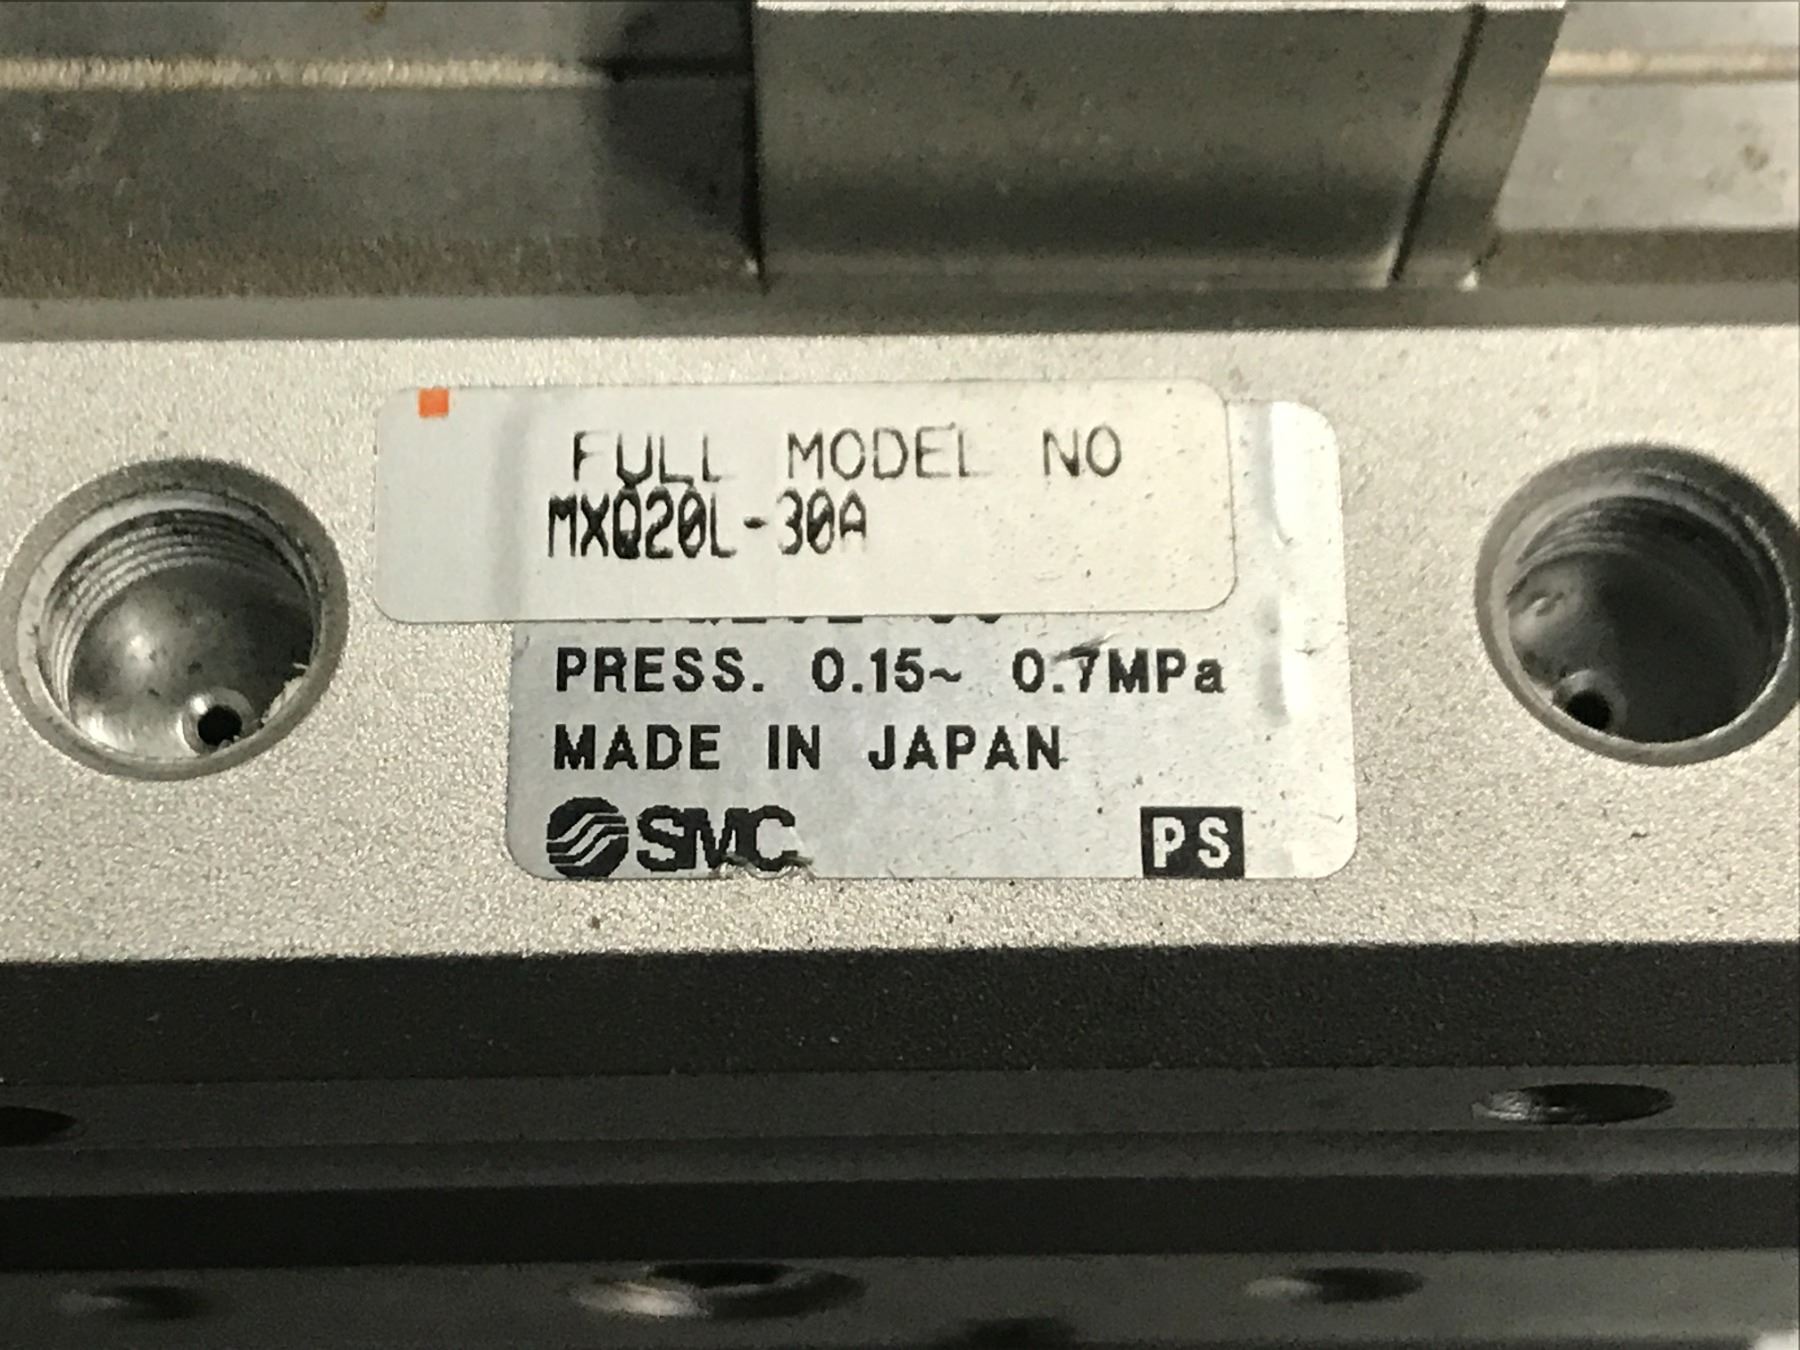 FULL MODEL NO
MXQ20L-30A
PRESS. 0.15~ 0.7MPa
MADE IN JAPAN
SMC PS